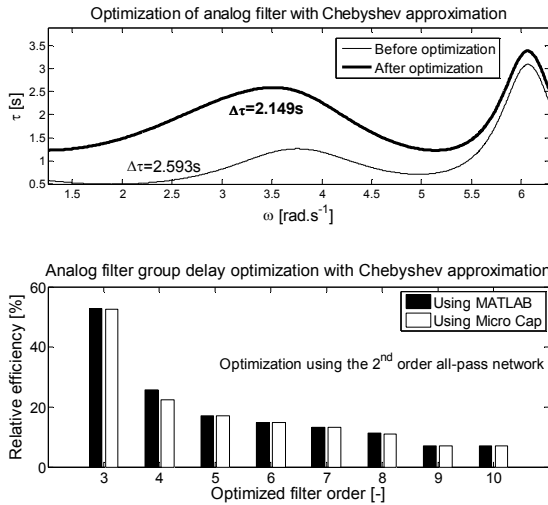 Optimization of analog filter with Chebyshev approximation
τ [s]
3.5
3
2.5
2
1.5
1
0.5
Before optimization
After optimization
Δτ=2.149s
Δτ=2.593s
1.5 2 2.5 3 3.5 4 4.5 5 5.5 6
ω [rad.s⁻¹]
Analog filter group delay optimization with Chebyshev approximation
Relative efficiency [%]
60
40
20
0
Using MATLAB
Using Micro Cap
Optimization using the 2nd order all-pass network
3 4 5 6 7 8 9 10
Optimized filter order [-]